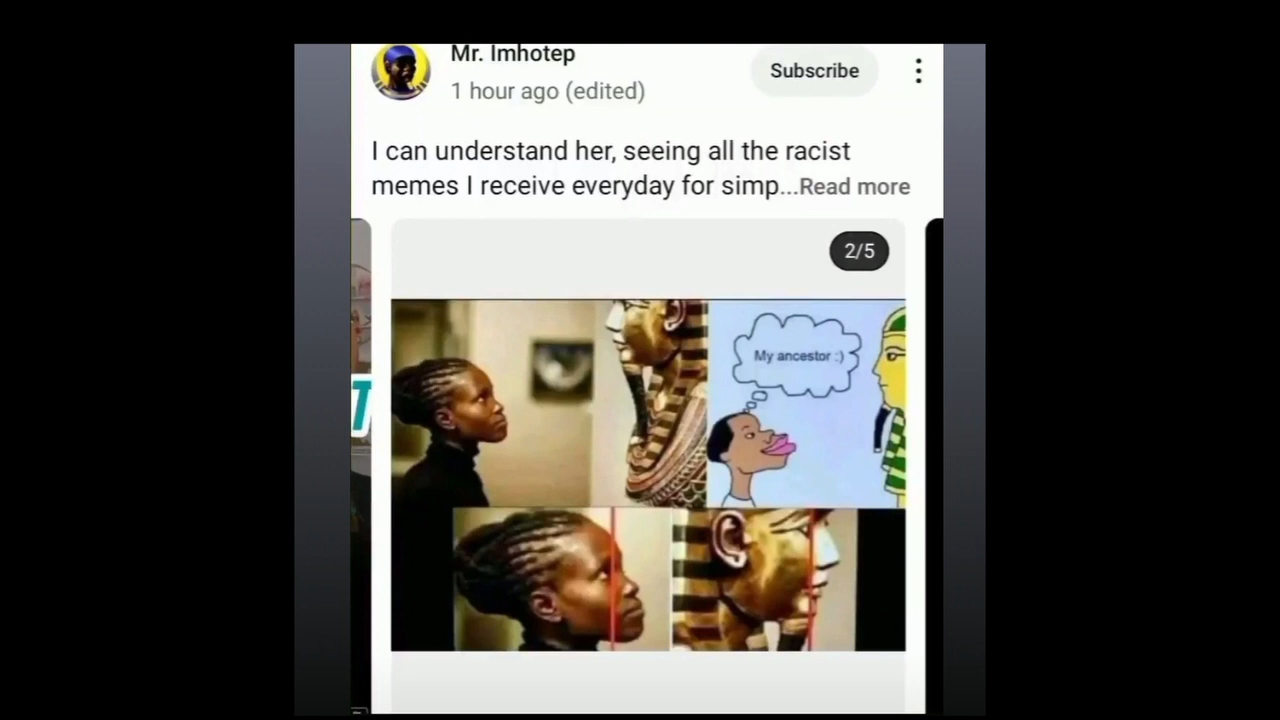 Mr. Imhotep
Subscribe
1 hour ago (edited)
I can understand her, seeing all the racist
memes I receive everyday for simp...Read more
2/5
My ancestor :)
T